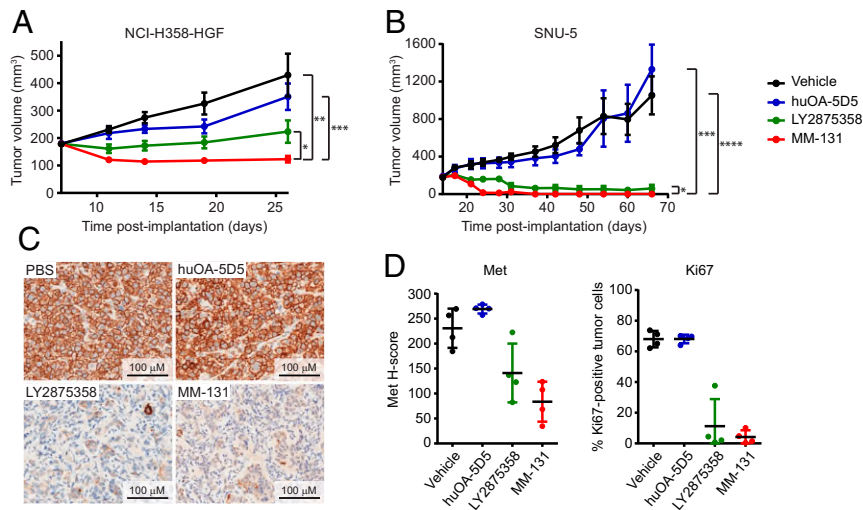 A
NCI-H358-HGF
Tumor volume (mm³)
500
400
300
200
100
0
10
15
20
25
Time post-implantation (days)
*
**
***
B
SNU-5
Tumor volume (mm³)
1600
1200
800
400
0
20
30
40
50
60
70
Time post-implantation (days)
*
***
****
Vehicle
huOA-5D5
LY2875358
MM-131
C
PBS
100 µM
huOA-5D5
100 µM
LY2875358
100 µM
MM-131
100 µM
D
Met
Met H-score
300
250
200
150
100
50
0
Vehicle
huOA-5D5
LY2875358
MM-131
Ki67
% Ki67-positive tumor cells
100
80
60
40
20
0
Vehicle
huOA-5D5
LY2875358
MM-131